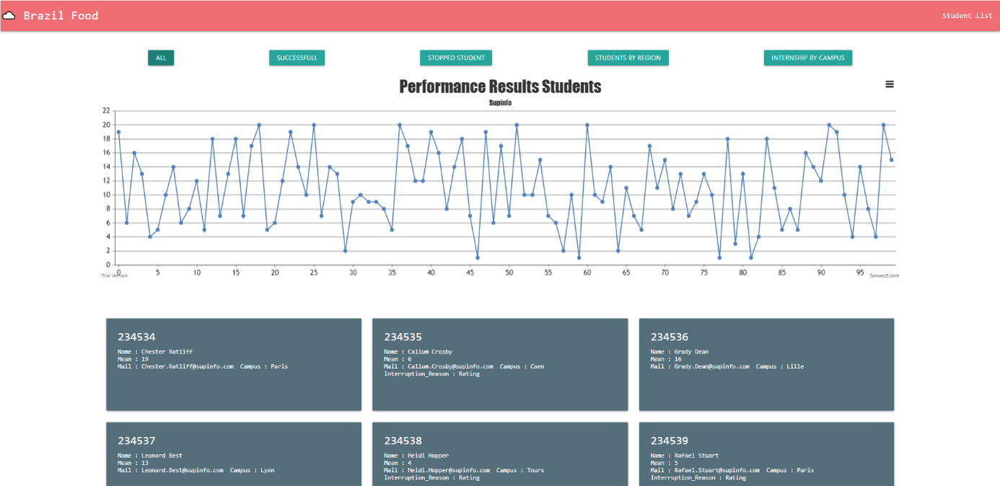 Brazil Food
Student List
ALL SUCCESSFULL STOPPED STUDENT STUDENTS BY REGION INTERNSHIP BY CAMPUS
Performance Results Students
Supinfo
22
20
18
16
14
12
10
8
6
4
2
0
0 5 10 15 20 25 30 35 40 45 50 55 60 65 70 75 80 85 90 95
Trial Version
CanvasJS.com
234534
Name : Chester Ratliff
Mean : 19
Mail : Chester.Ratliff@supinfo.com Campus : Paris
234535
Name : Callum Crosby
Mean : 6
Mail : Callum.Crosby@supinfo.com Campus : Caen
Interruption_Reason : Rating
234536
Name : Grady Dean
Mean : 16
Mail : Grady.Dean@supinfo.com Campus : Lille
234537
Name : Leonard Best
Mean : 13
Mail : Leonard.Best@supinfo.com Campus : Lyon
234538
Name : Heidi Hopper
Mean : 4
Mail : Heidi.Hopper@supinfo.com Campus : Tours
Interruption_Reason : Rating
234539
Name : Rafael Stuart
Mean : 5
Mail : Rafael.Stuart@supinfo.com Campus : Paris
Interruption_Reason : Rating